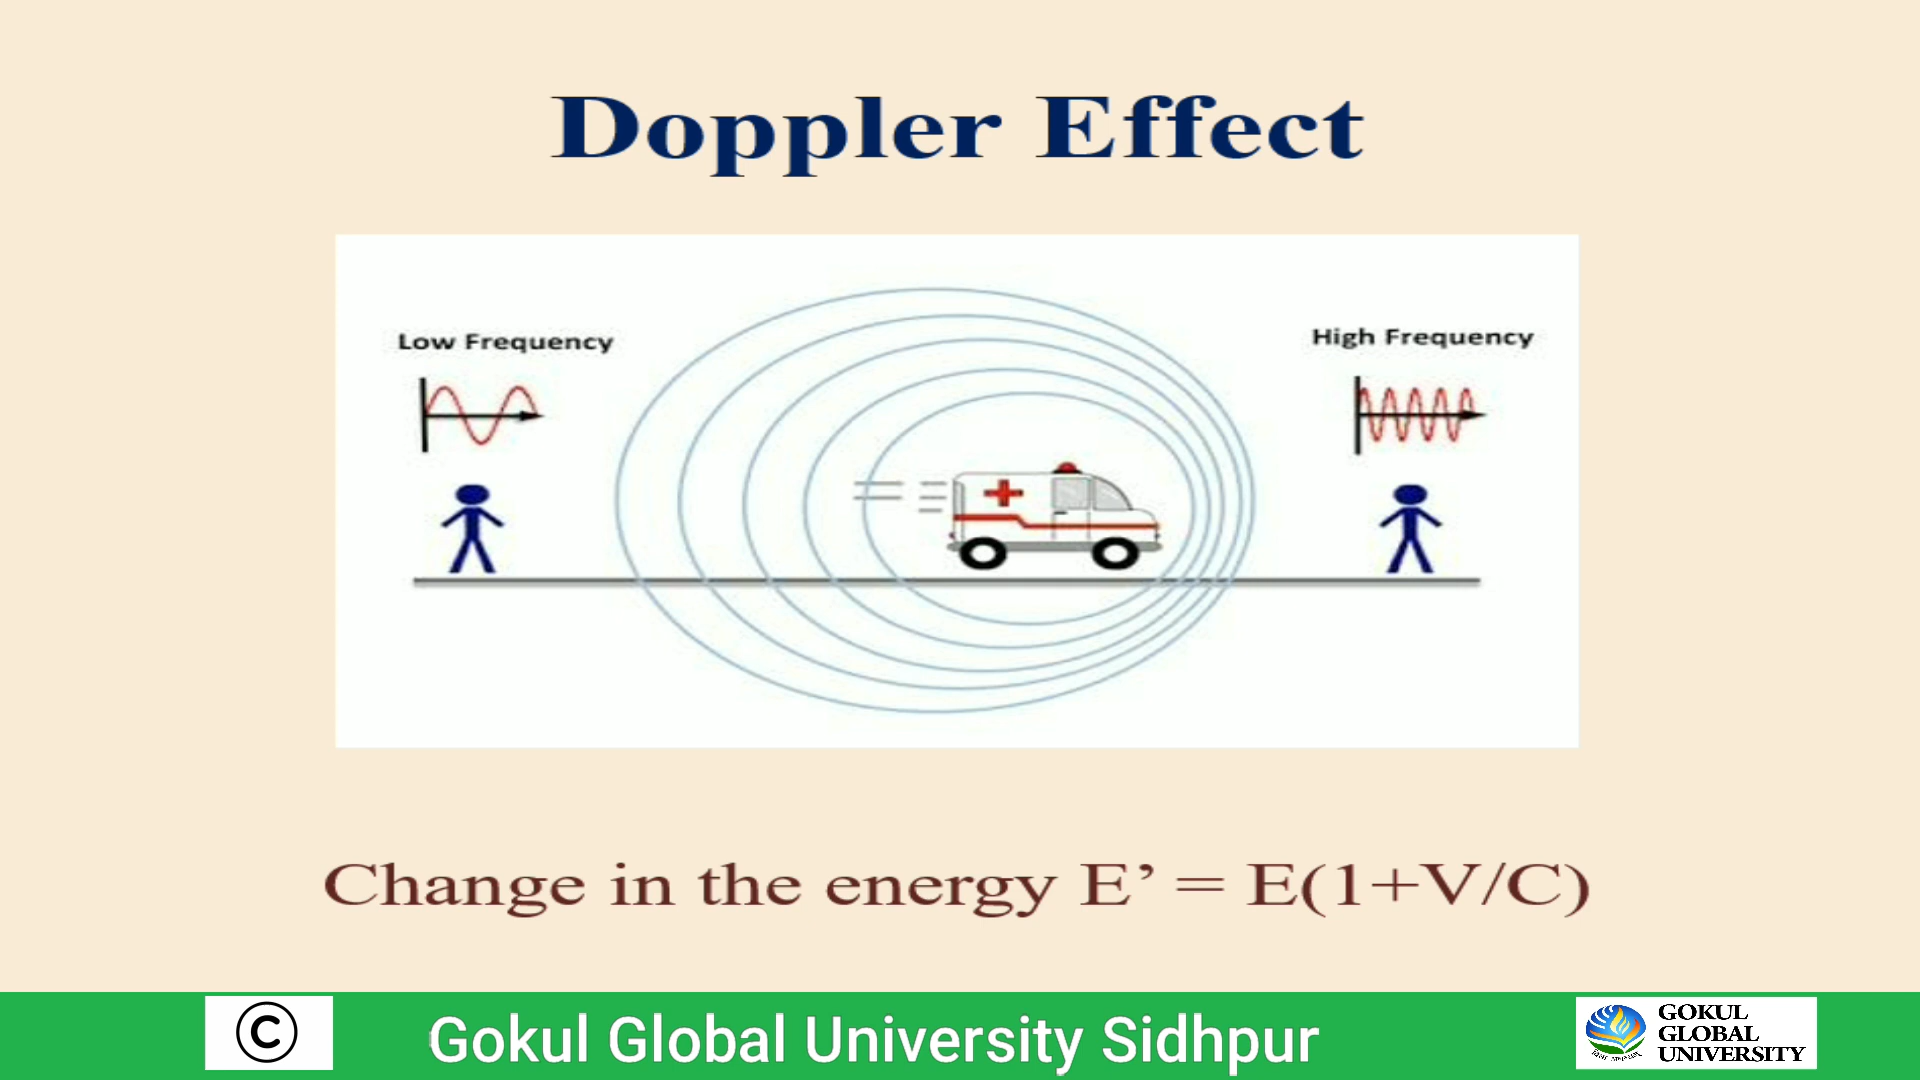 Doppler Effect
Low Frequency
High Frequency
Change in the energy E’ = E(1+V/C)
©
Gokul Global University Sidhpur
GOKUL
GLOBAL
UNIVERSITY